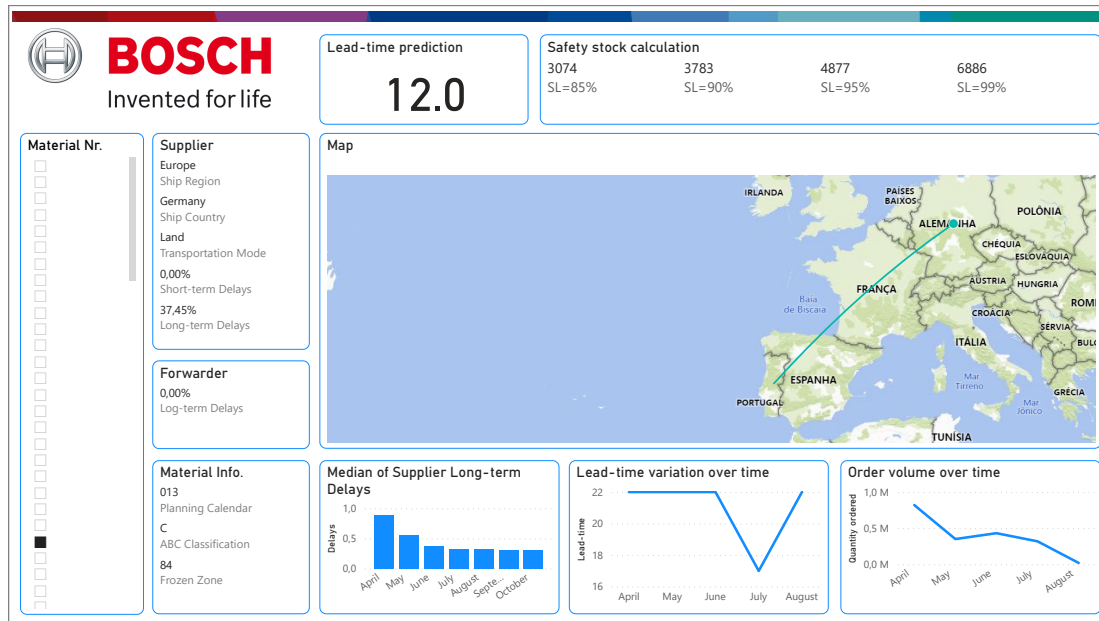 BOSCH
Invented for life
Lead-time prediction
12.0
Safety stock calculation
3074 3783 4877 6886
SL=85% SL=90% SL=95% SL=99%
Material Nr.
Supplier
Europe
Ship Region
Germany
Ship Country
Land
Transportation Mode
0,00%
Short-term Delays
37,45%
Long-term Delays
Forwarder
0,00%
Log-term Delays
Material Info.
013
Planning Calendar
C
ABC Classification
84
Frozen Zone
Map
IRLANDA
PAÍSES
BAIXOS
POLÔNIA
ALEMANHA
CHÉQUIA
ESLOVÁQUIA
ÁUSTRIA
HUNGRIA
FRANÇA
ROMÊ
CROÁCIA
Baía
de Biscaia
SÉRVIA
BULG
ITÁLIA
ESPANHA
Mar
Tirreno
GRÉCIA
PORTUGAL
Mar
Jónico
TUNÍSIA
Median of Supplier Long-term
Delays
Delays
1,0
0,5
0,0
April May June July August Septe... October
Lead-time variation over time
Lead-time
22
20
18
16
April May June July August
Order volume over time
Quantity ordered
1,0 M
0,5 M
0,0 M
April May June July August